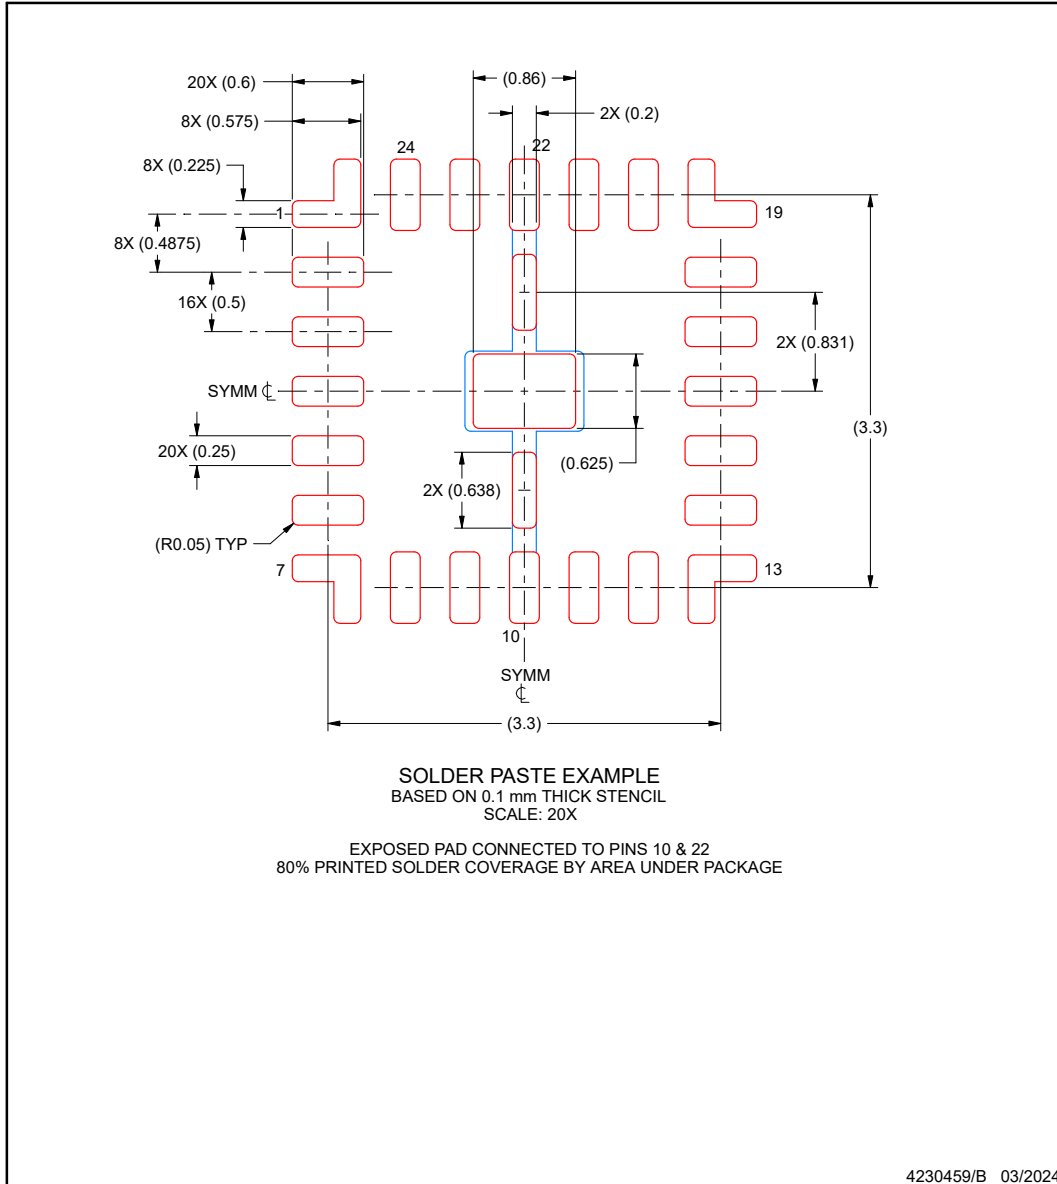 20X (0.6)
(0.86)
8X (0.575)
2X (0.2)
24
22
8X (0.225)
1
19
8X (0.4875)
16X (0.5)
2X (0.831)
SYMM ℄
(3.3)
20X (0.25)
(0.625)
2X (0.638)
(R0.05) TYP
7
13
10
SYMM
℄
(3.3)
SOLDER PASTE EXAMPLE
BASED ON 0.1 mm THICK STENCIL
SCALE: 20X
EXPOSED PAD CONNECTED TO PINS 10 & 22
80% PRINTED SOLDER COVERAGE BY AREA UNDER PACKAGE
4230459/B 03/2024